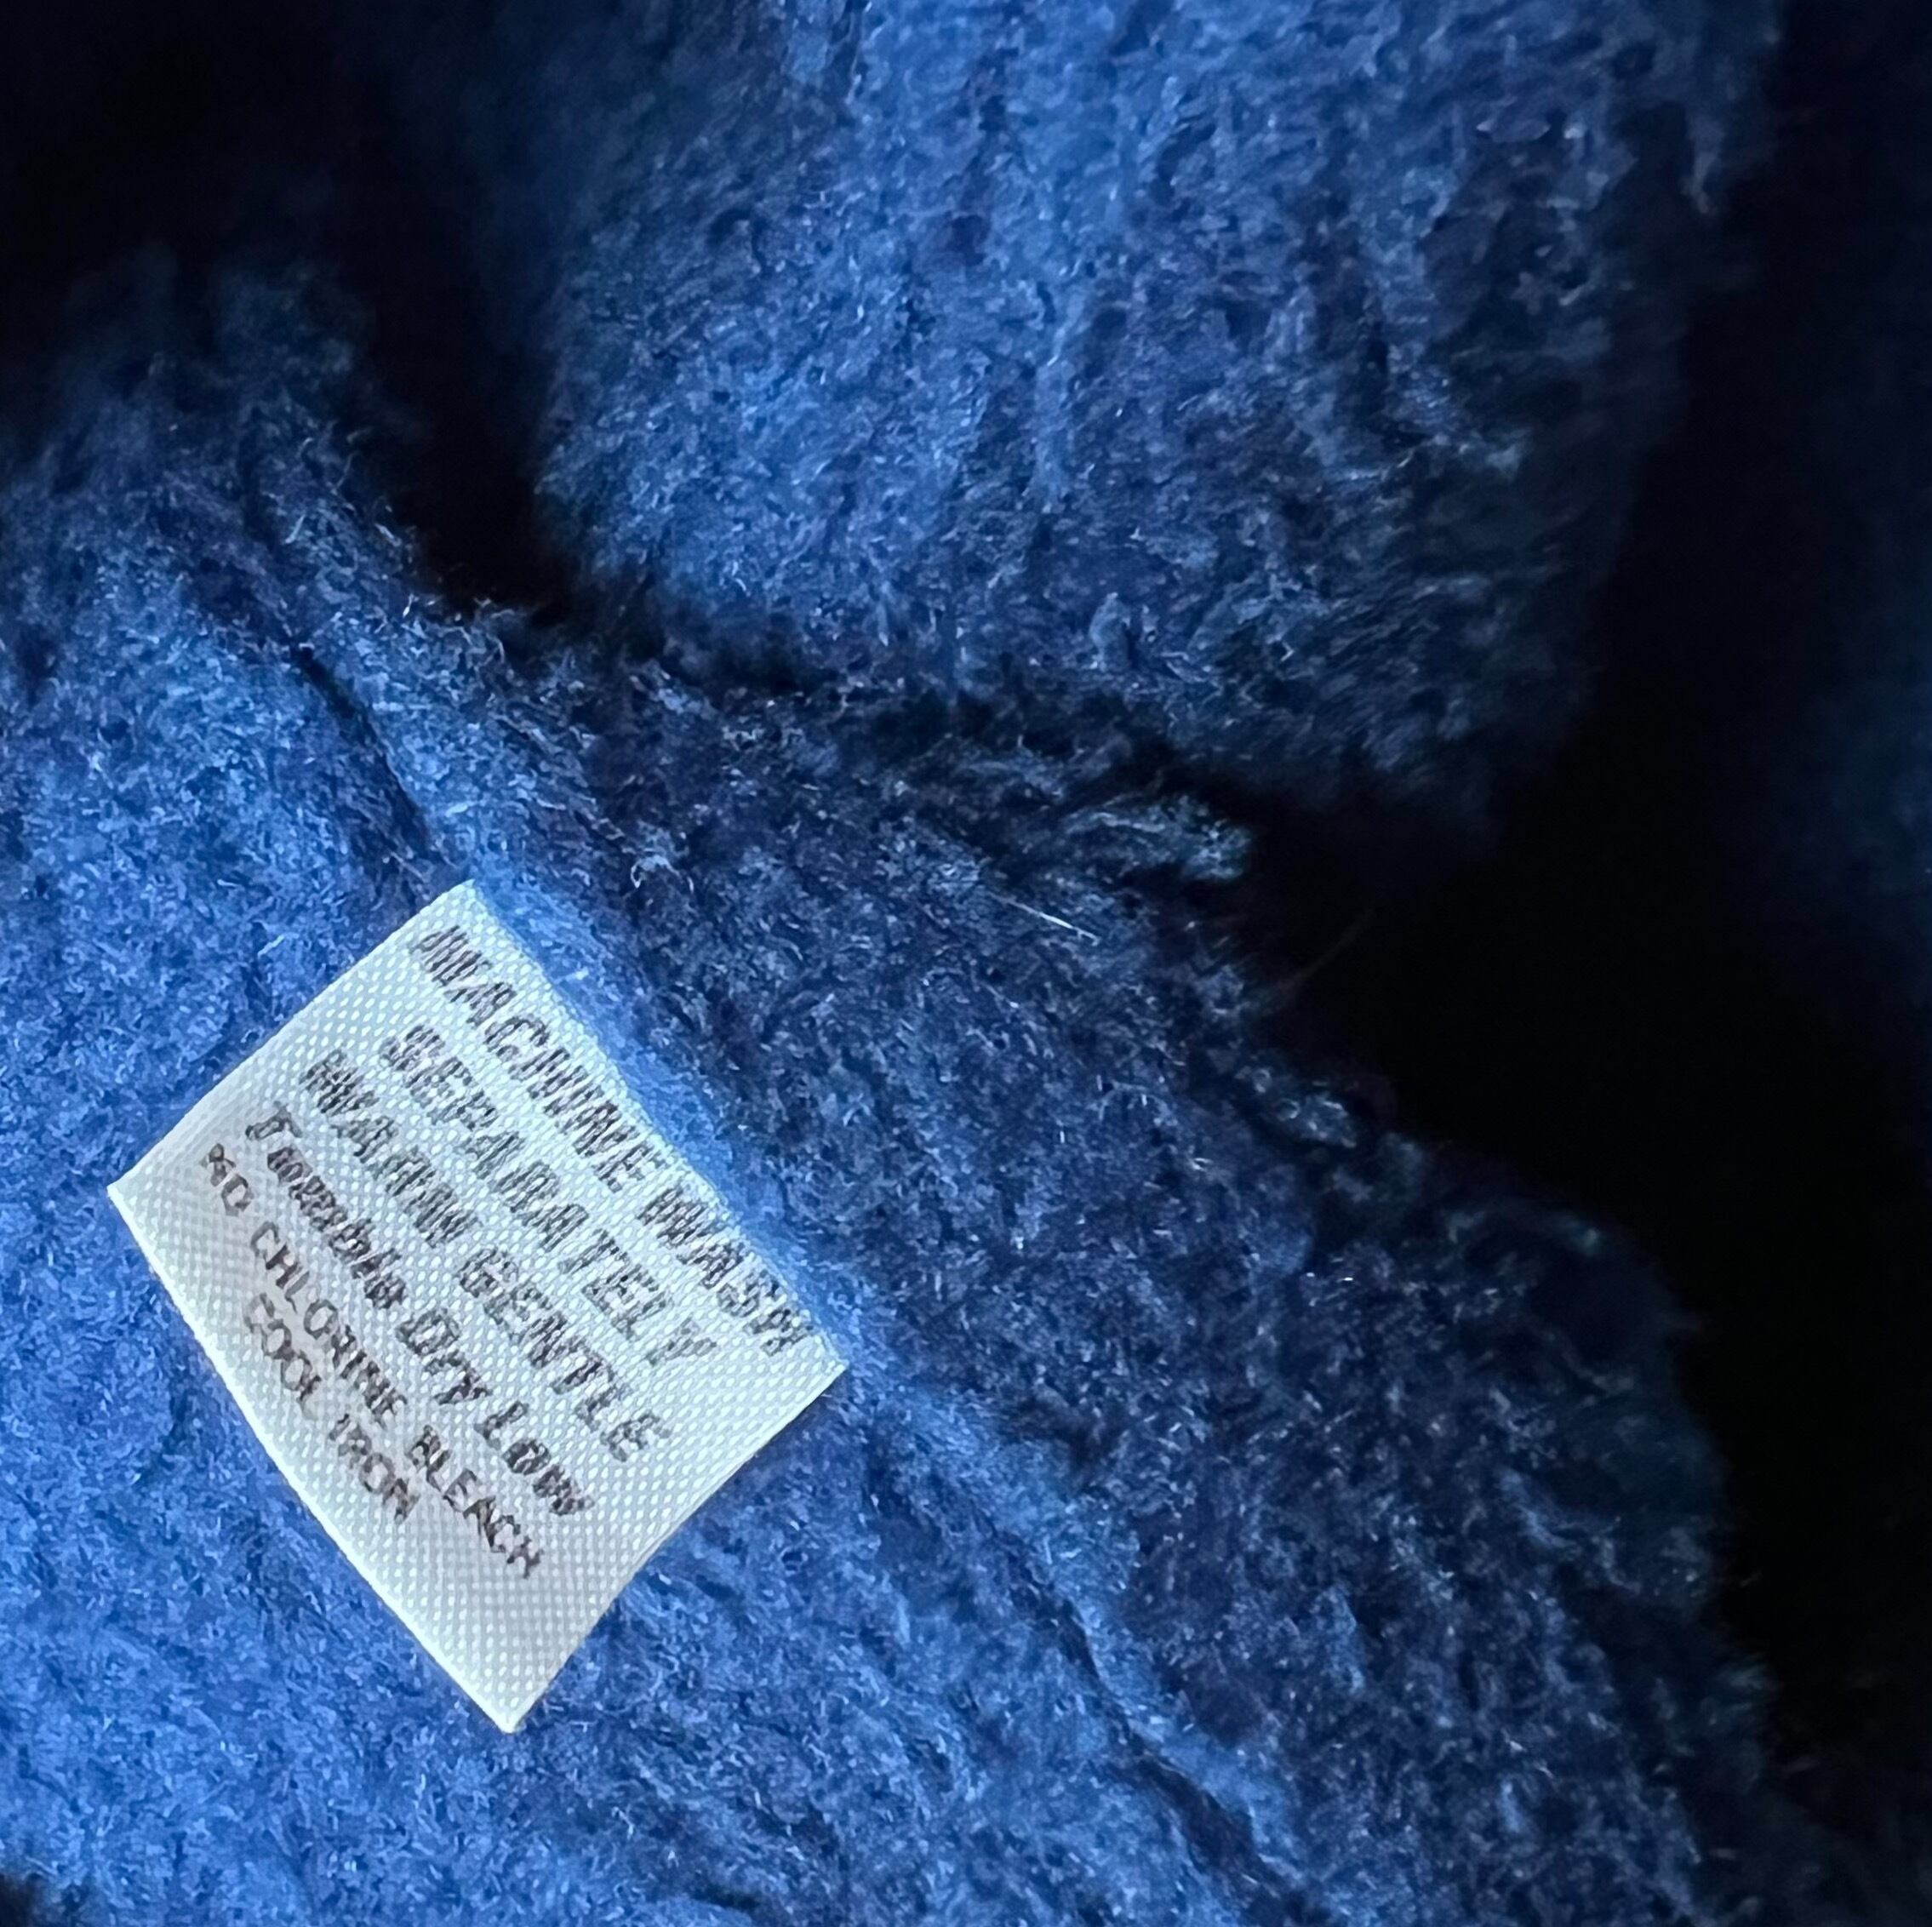 MACHINE WASH
SEPARATELY
WARM GENTLE
Tumble Dry Low
NO CHLORINE BLEACH
COOL IRON